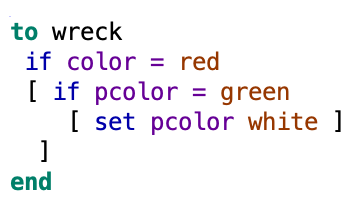 to wreck
if color = red
[ if pcolor = green
[ set pcolor white ]
]
end